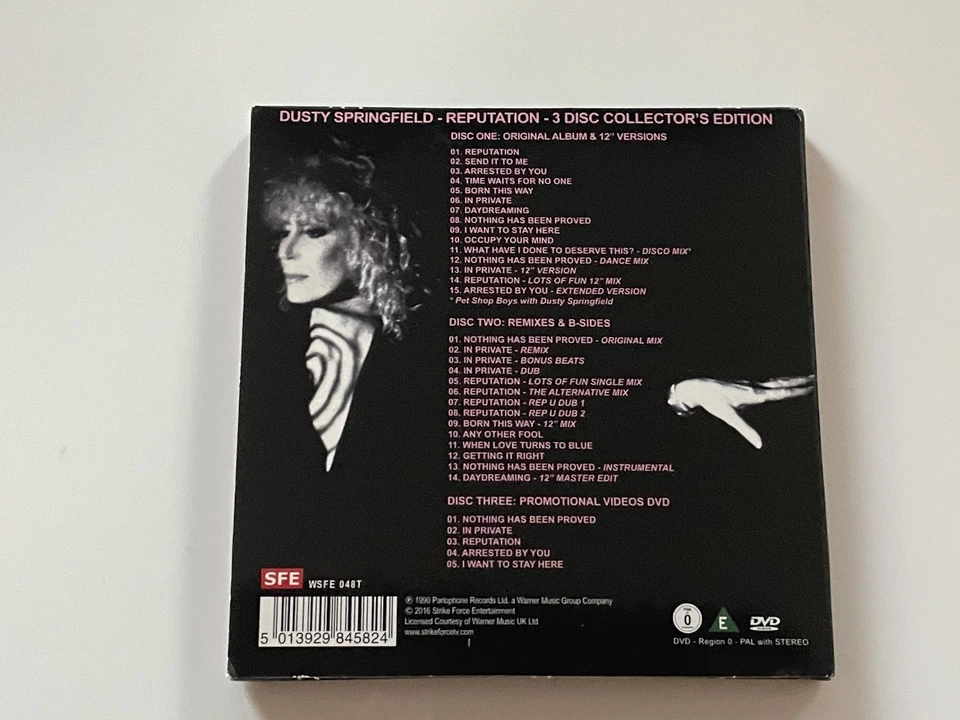 DUSTY SPRINGFIELD - REPUTATION - 3 DISC COLLECTOR'S EDITION
DISC ONE: ORIGINAL ALBUM & 12" VERSIONS
01. REPUTATION
02. SEND IT TO ME
03. ARRESTED BY YOU
04. TIME WAITS FOR NO ONE
05. BORN THIS WAY
06. IN PRIVATE
07. DAYDREAMING
08. NOTHING HAS BEEN PROVED
09. I WANT TO STAY HERE
10. OCCUPY YOUR MIND
11. WHAT HAVE I DONE TO DESERVE THIS? - DISCO MIX*
12. NOTHING HAS BEEN PROVED - DANCE MIX
13. IN PRIVATE - 12" VERSION
14. REPUTATION - LOTS OF FUN 12" MIX
15. ARRESTED BY YOU - EXTENDED VERSION
* Pet Shop Boys with Dusty Springfield
DISC TWO: REMIXES & B-SIDES
01. NOTHING HAS BEEN PROVED - ORIGINAL MIX
02. IN PRIVATE - REMIX
03. IN PRIVATE - BONUS BEATS
04. IN PRIVATE - DUB
05. REPUTATION - LOTS OF FUN SINGLE MIX
06. REPUTATION - THE ALTERNATIVE MIX
07. REPUTATION - REP U DUB 1
08. REPUTATION - REP U DUB 2
09. BORN THIS WAY - 12" MIX
10. ANY OTHER FOOL
11. WHEN LOVE TURNS TO BLUE
12. GETTING IT RIGHT
13. NOTHING HAS BEEN PROVED - INSTRUMENTAL
14. DAYDREAMING - 12" MASTER EDIT
DISC THREE: PROMOTIONAL VIDEOS DVD
01. NOTHING HAS BEEN PROVED
02. IN PRIVATE
03. REPUTATION
04. ARRESTED BY YOU
05. I WANT TO STAY HERE
SFE WSFE 048T
5 013929 845824
℗ 1990 Parlophone Records Ltd, a Warner Music Group Company
© 2016 Strike Force Entertainment
Licensed Courtesy of Warner Music UK Ltd
www.strikeforcetv.com
0
E
DVD
DVD - Region 0 - PAL with STEREO